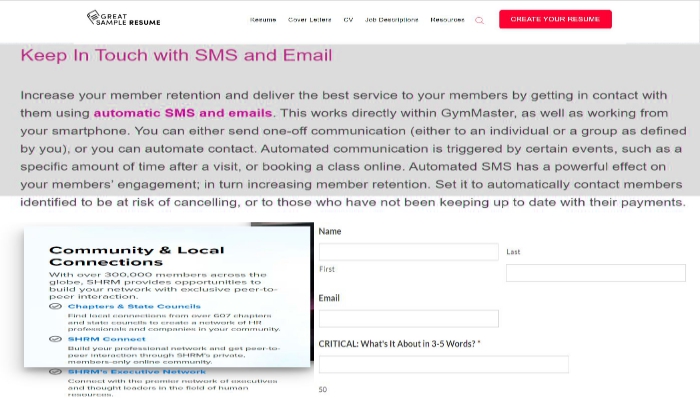 GREAT
SAMPLE RESUME
Resume Cover Letters CV Job Descriptions Resources CREATE YOUR RESUME
Keep In Touch with SMS and Email
Increase your member retention and deliver the best service to your members by getting in contact with
them using automatic SMS and emails. This works directly within GymMaster, as well as working from
your smartphone. You can either send one-off communication (either to an individual or a group as defined
by you), or you can automate contact. Automated communication is triggered by certain events, such as a
specific amount of time after a visit, or booking a class online. Automated SMS has a powerful effect on
your members' engagement; in turn increasing member retention. Set it to automatically contact members
identified to be at risk of cancelling, or to those who have not been keeping up to date with their payments.
Community & Local
Connections
With over 300,000 members across the
globe, SHRM provides opportunities to
build your network with exclusive peer-to-
peer interaction.
Chapters & State Councils
Find local connections from over 607 chapters
and state councils to create a network of HR
professionals and companies in your community.
SHRM Connect
Build your professional network and get peer-to-
peer interaction through SHRM's private,
members-only online community.
SHRM's Executive Network
Connect with the premier network of executives
and thought leaders in the field of human
resources.
Name
Last
First
Email
CRITICAL: What's It About in 3-5 Words? *
50